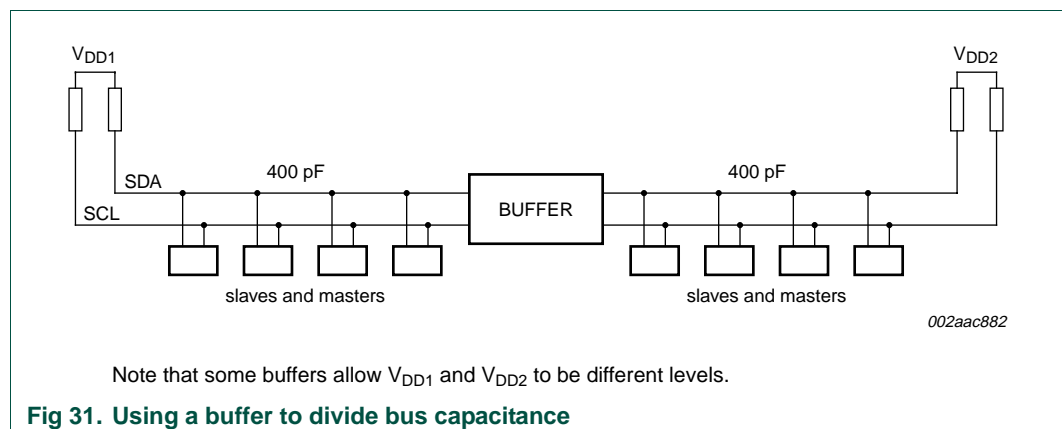 VDD1
VDD2
400 pF
400 pF
SDA
BUFFER
SCL
slaves and masters
slaves and masters
002aac882
Note that some buffers allow VDD1 and VDD2 to be different levels.
Fig 31. Using a buffer to divide bus capacitance